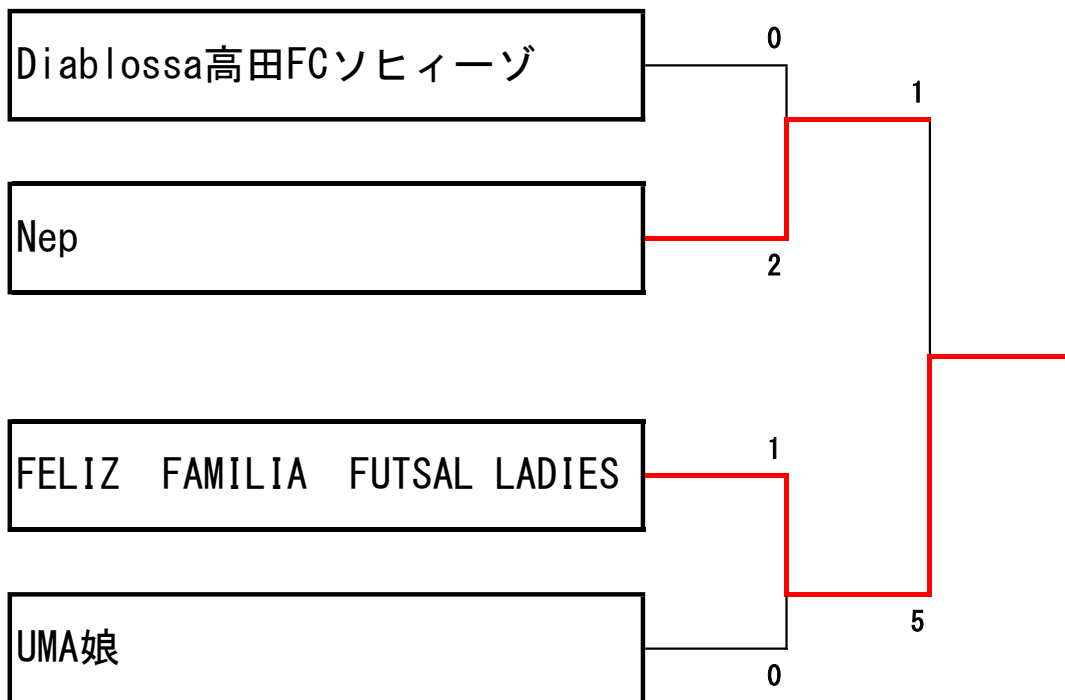 Diablossa高田FCソヒィーゾ
0
1
Nep
2
FELIZ　FAMILIA　FUTSAL LADIES
1
5
UMA娘
0